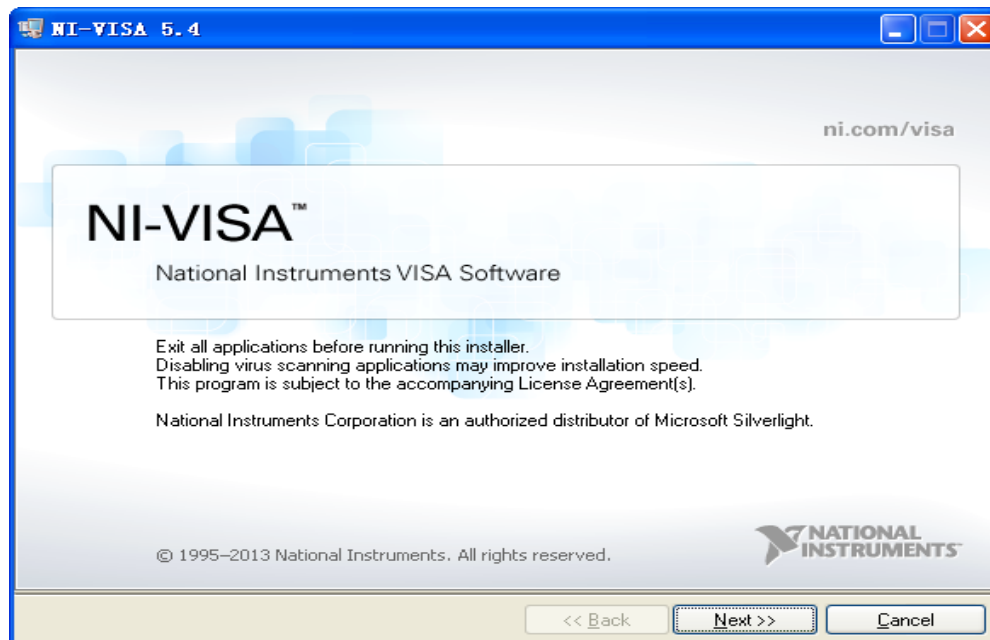 NI-VISA 5.4
ni.com/visa
NI-VISA™
National Instruments VISA Software
Exit all applications before running this installer.
Disabling virus scanning applications may improve installation speed.
This program is subject to the accompanying License Agreement(s).
National Instruments Corporation is an authorized distributor of Microsoft Silverlight.
© 1995–2013 National Instruments. All rights reserved.
NATIONAL
INSTRUMENTS™
<< Back Next >> Cancel